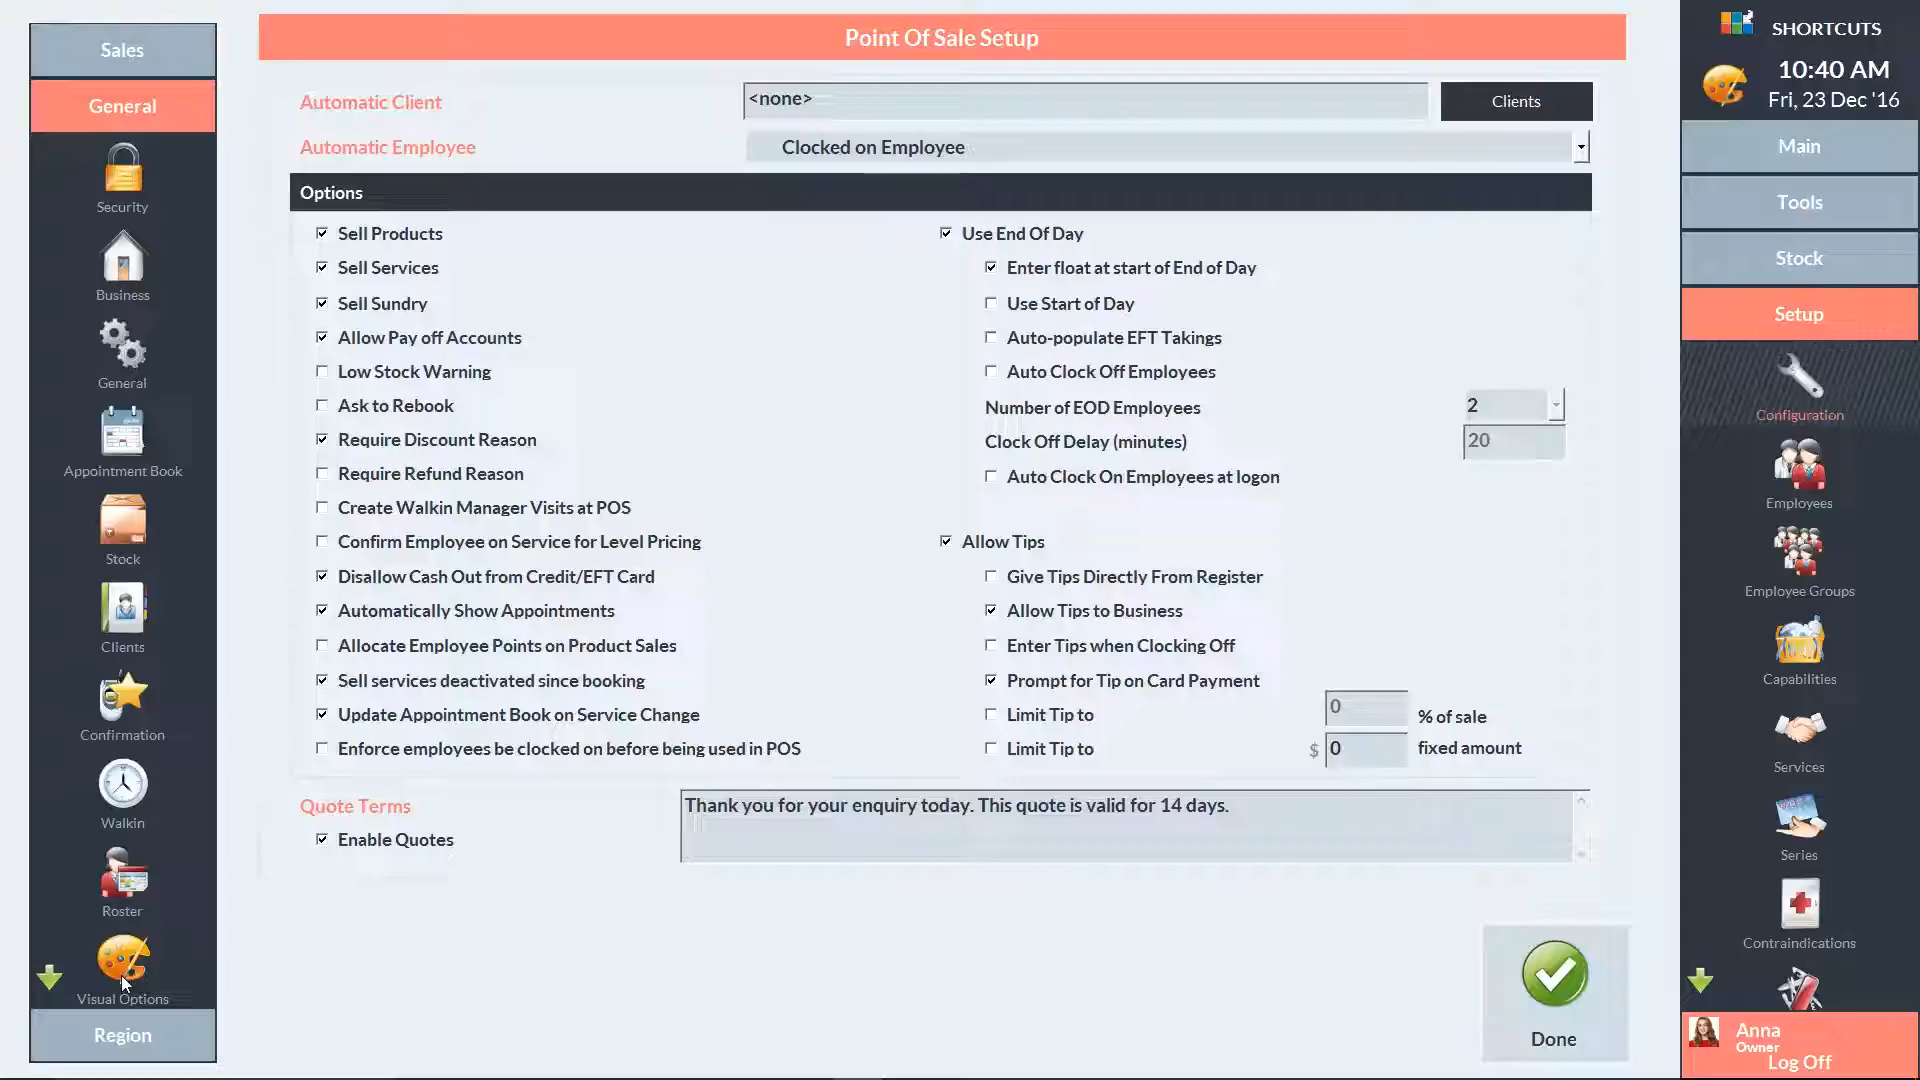 Sales
General
Security
Business
General
Appointment Book
Stock
Clients
Confirmation
Walkin
Roster
Visual Options
Region
Point Of Sale Setup
Automatic Client
<none>
Clients
Automatic Employee
Clocked on Employee
Options
Sell Products
Sell Services
Sell Sundry
Allow Pay off Accounts
Low Stock Warning
Ask to Rebook
Require Discount Reason
Require Refund Reason
Create Walkin Manager Visits at POS
Confirm Employee on Service for Level Pricing
Disallow Cash Out from Credit/EFT Card
Automatically Show Appointments
Allocate Employee Points on Product Sales
Sell services deactivated since booking
Update Appointment Book on Service Change
Enforce employees be clocked on before being used in POS
Use End Of Day
Enter float at start of End of Day
Use Start of Day
Auto-populate EFT Takings
Auto Clock Off Employees
Number of EOD Employees 2
Clock Off Delay (minutes) 20
Auto Clock On Employees at logon
Allow Tips
Give Tips Directly From Register
Allow Tips to Business
Enter Tips when Clocking Off
Prompt for Tip on Card Payment
Limit Tip to 0 % of sale
Limit Tip to $ 0 fixed amount
Quote Terms
Enable Quotes
Thank you for your enquiry today. This quote is valid for 14 days.
Done
SHORTCUTS
10:40 AM
Fri, 23 Dec '16
Main
Tools
Stock
Setup
Configuration
Employees
Employee Groups
Capabilities
Services
Series
Contraindications
Anna
Owner
Log Off